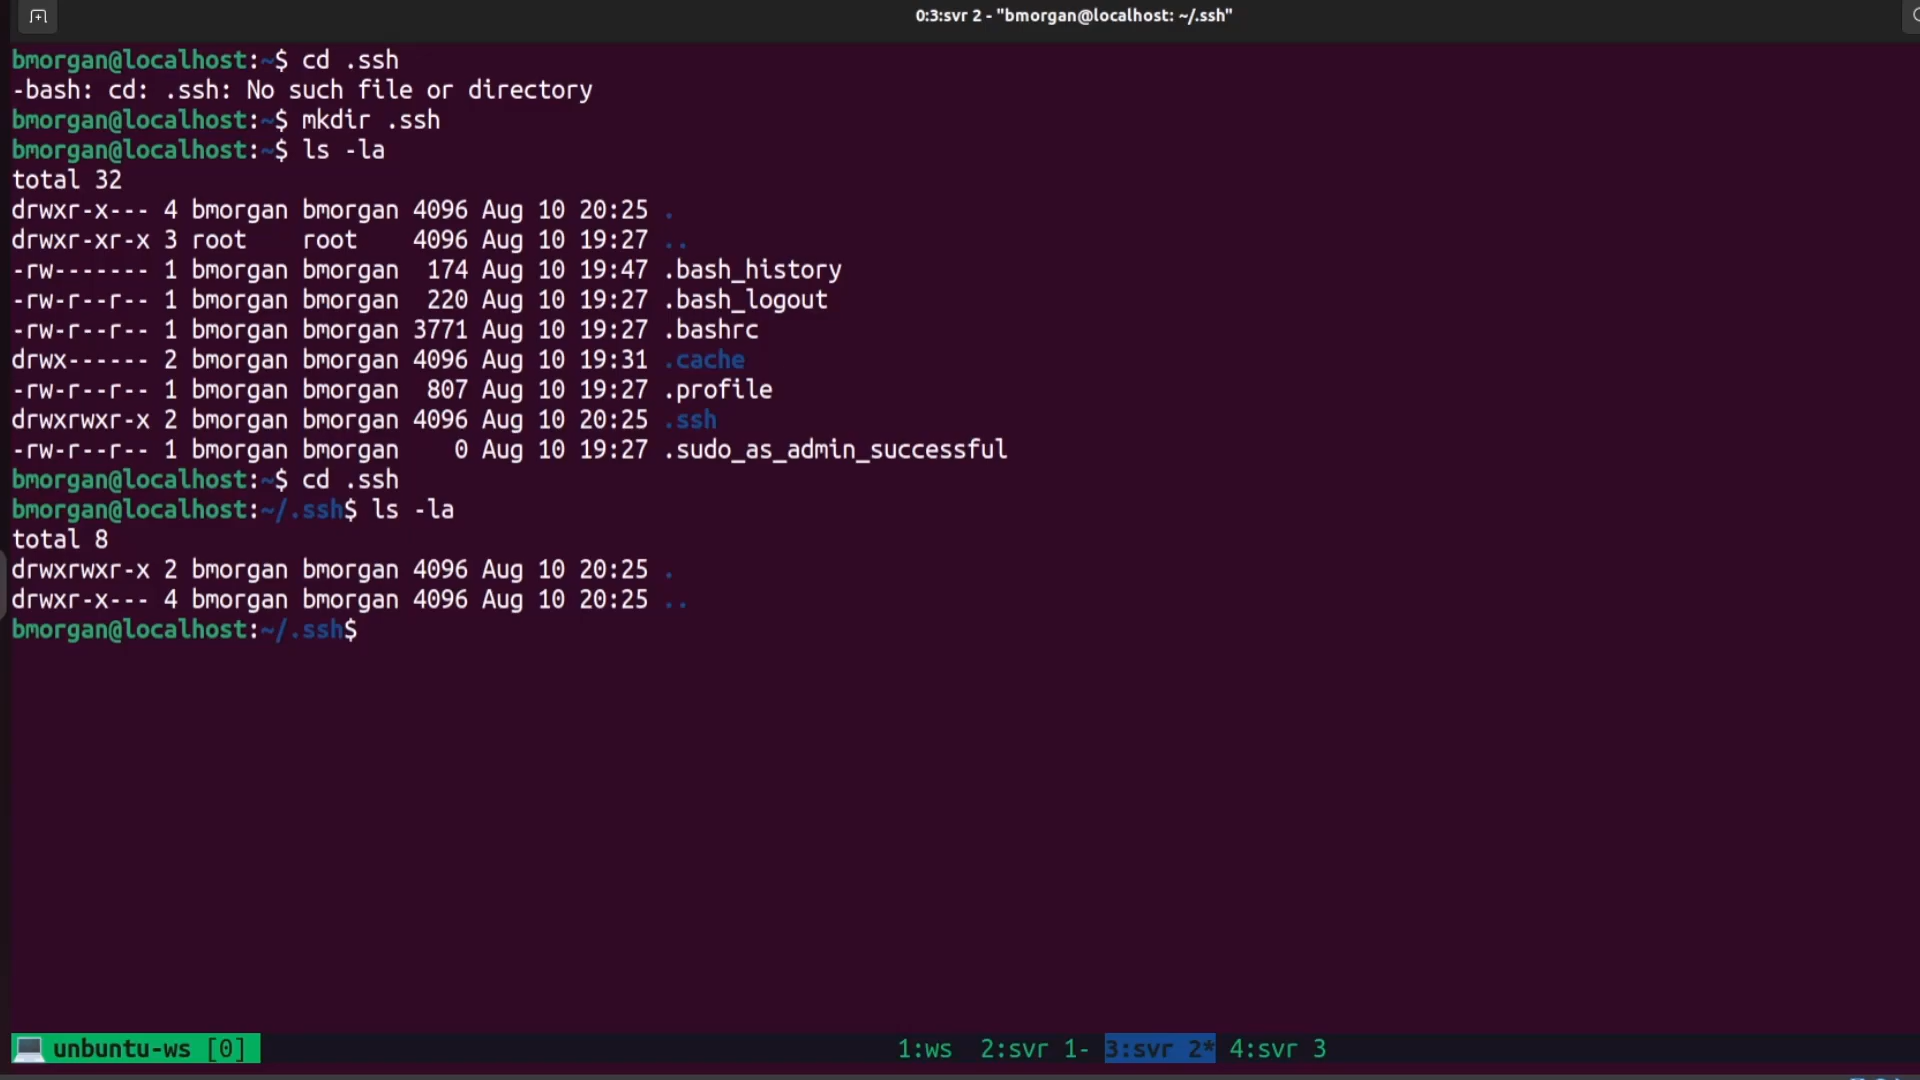 0:3:svr 2 - "bmorgan@localhost: ~/.ssh"
bmorgan@localhost:~$ cd .ssh
-bash: cd: .ssh: No such file or directory
bmorgan@localhost:~$ mkdir .ssh
bmorgan@localhost:~$ ls -la
total 32
drwxr-x--- 4 bmorgan bmorgan 4096 Aug 10 20:25 .
drwxr-xr-x 3 root    root    4096 Aug 10 19:27 ..
-rw------- 1 bmorgan bmorgan  174 Aug 10 19:47 .bash_history
-rw-r--r-- 1 bmorgan bmorgan  220 Aug 10 19:27 .bash_logout
-rw-r--r-- 1 bmorgan bmorgan 3771 Aug 10 19:27 .bashrc
drwx------ 2 bmorgan bmorgan 4096 Aug 10 19:31 .cache
-rw-r--r-- 1 bmorgan bmorgan  807 Aug 10 19:27 .profile
drwxrwxr-x 2 bmorgan bmorgan 4096 Aug 10 20:25 .ssh
-rw-r--r-- 1 bmorgan bmorgan    0 Aug 10 19:27 .sudo_as_admin_successful
bmorgan@localhost:~$ cd .ssh
bmorgan@localhost:~/.ssh$ ls -la
total 8
drwxrwxr-x 2 bmorgan bmorgan 4096 Aug 10 20:25 .
drwxr-x--- 4 bmorgan bmorgan 4096 Aug 10 20:25 ..
bmorgan@localhost:~/.ssh$
unbuntu-ws [0] 1:ws 2:svr 1- 3:svr 2* 4:svr 3